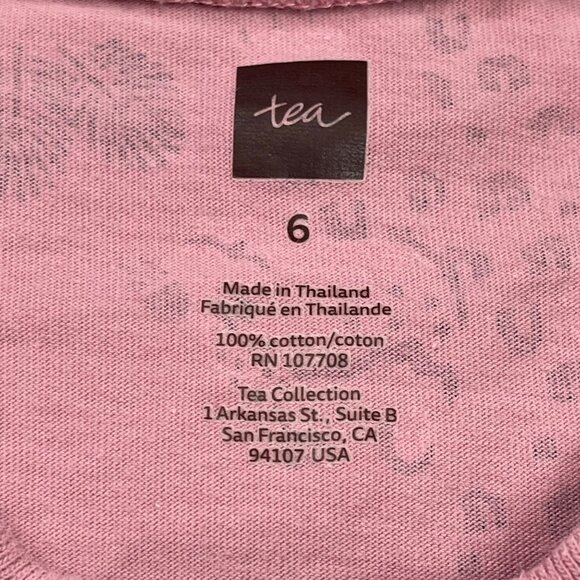 tea
6
Made in Thailand
Fabriqué en Thailande
100% cotton/coton
RN 107708
Tea Collection
1 Arkansas St., Suite B
San Francisco, CA
94107 USA